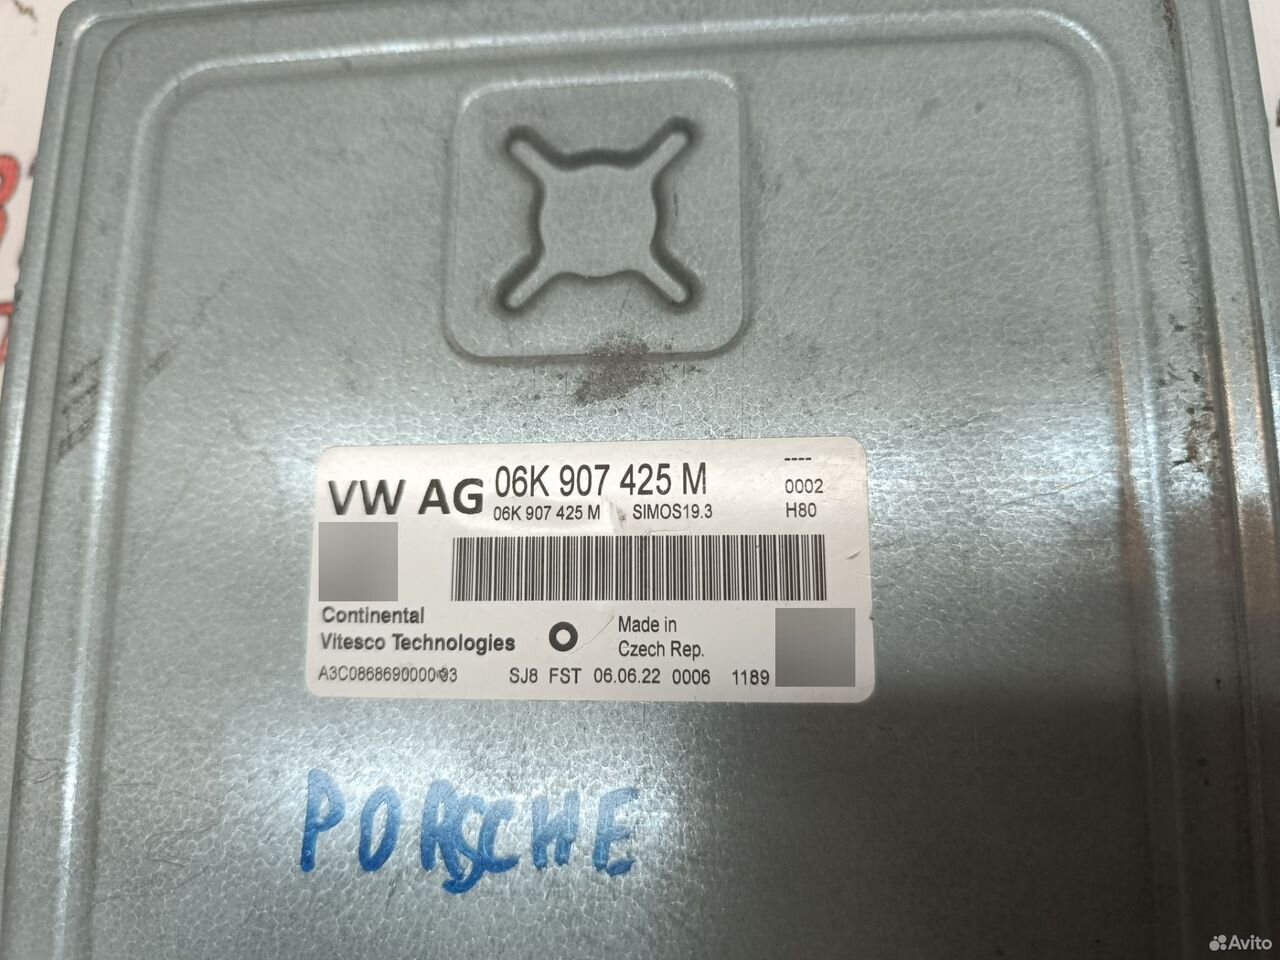 VW AG 06K 907 425 M ----
06K 907 425 M SIMOS19.3 0002
H80
Continental
Vitesco Technologies
Made in
Czech Rep.
SJ8 FST 06.06.22 0006 1189
PORSCHE
Avito